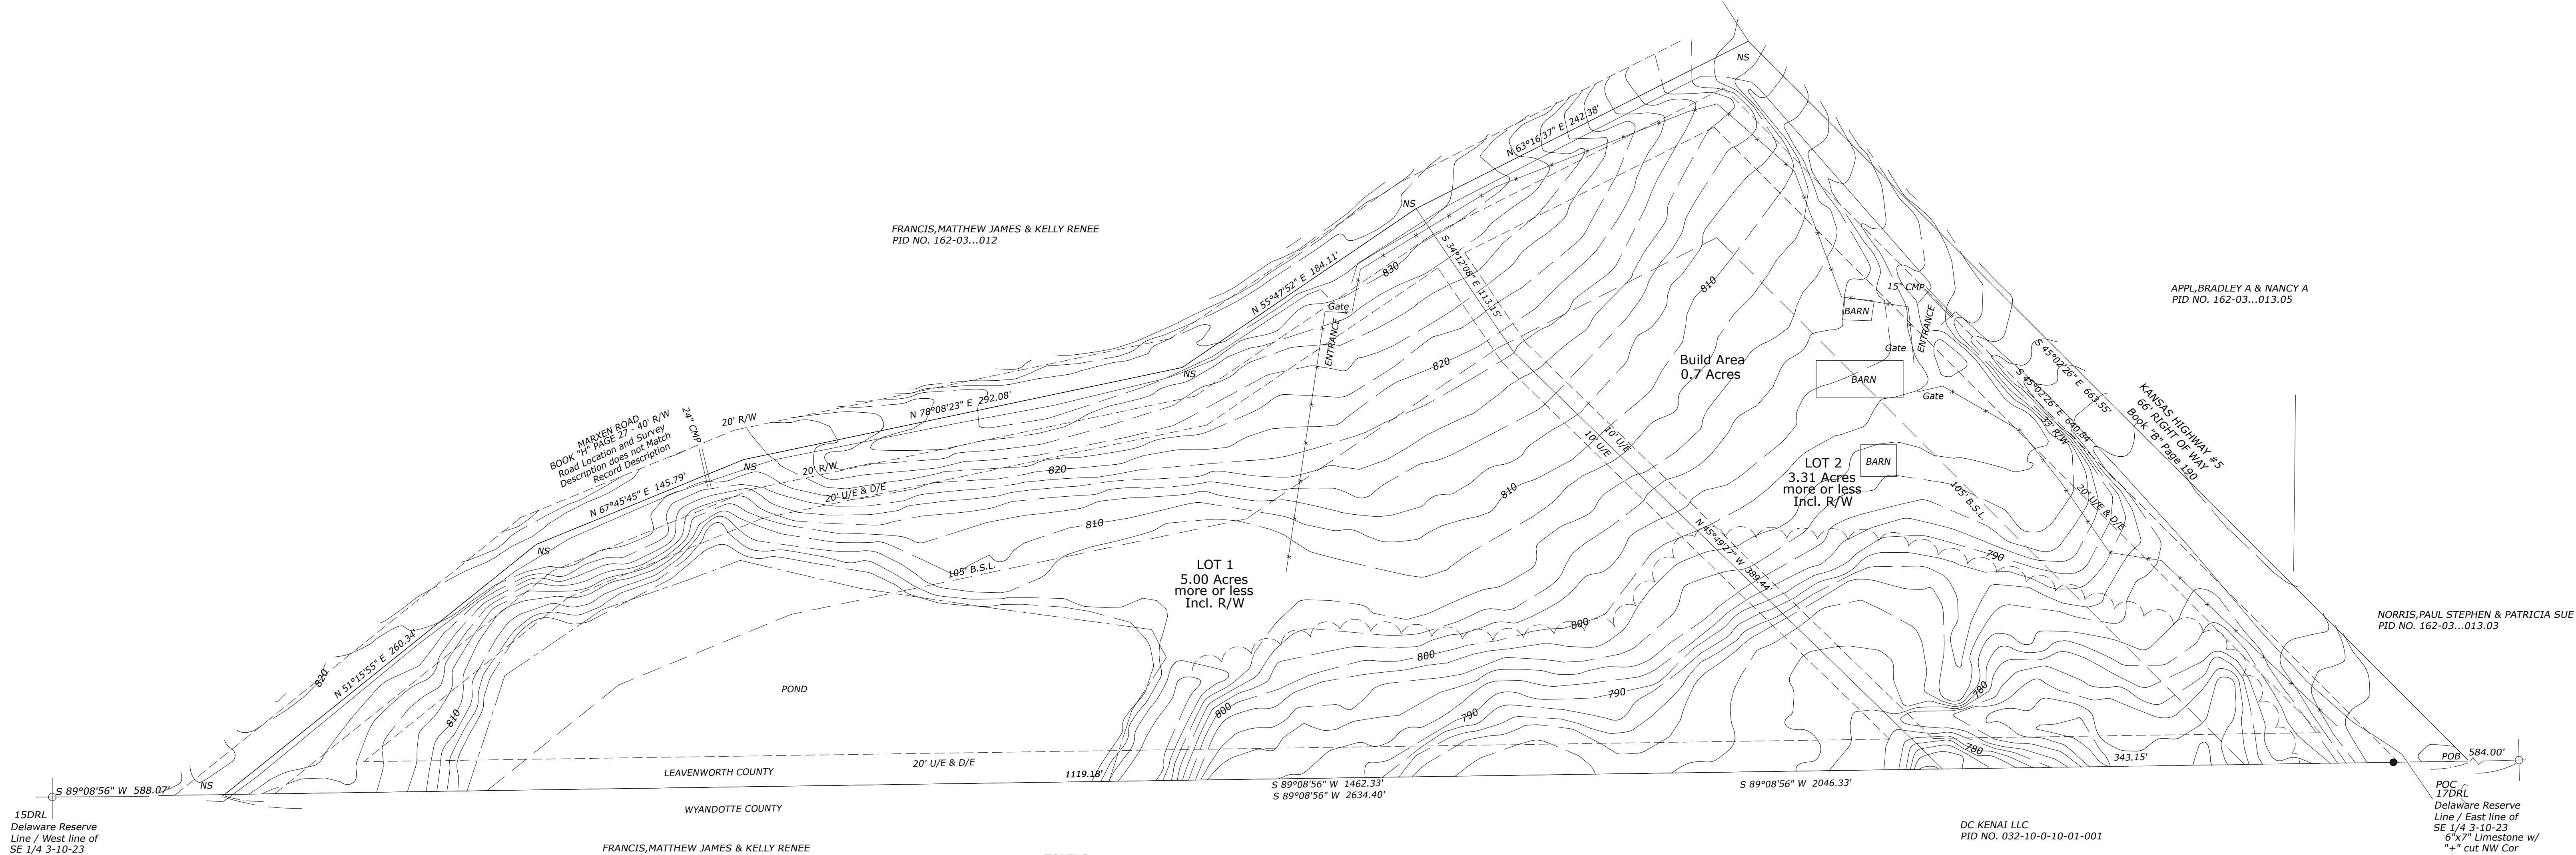 NS
N 63°16'37" E  242.38'
NS
FRANCIS,MATTHEW JAMES & KELLY RENEE
PID NO. 162-03...012
N 55°47'52" E  184.11'
830
Gate
ENTRANCE
S 34°12'08" E  113.15'
810
15" CMP
BARN
ENTRANCE
APPL,BRADLEY A & NANCY A
PID NO. 162-03...013.05
Gate
Build Area
0.7 Acres
BARN
Gate
820
NS
N 78°08'23" E  292.08'
S 45°02'26" E  663.55'
S 45°02'26" E  640.84'
33' R/W
KANSAS HIGHWAY #5
66' RIGHT OF WAY
Book "B" Page 190
MARXEN ROAD
BOOK "H" PAGE 27 - 40' R/W
Road Location and Survey
Description does not Match
Record Description
24" CMP
20' R/W
20' R/W
NS
N 67°45'45" E  145.79'
820
20' U/E & D/E
10' U/E
10' U/E
LOT 2
3.31 Acres
more or less
Incl. R/W
BARN
105' B.S.L.
20' U/E & D/E
810
810
NS
N 45°49'27" W  389.44'
790
105' B.S.L.
LOT 1
5.00 Acres
more or less
Incl. R/W
800
800
NORRIS,PAUL STEPHEN & PATRICIA SUE
PID NO. 162-03...013.03
N 51°15'55" E  260.34'
820
POND
810
800
790
790
780
780
343.15'
POB
584.00'
20' U/E & D/E
LEAVENWORTH COUNTY
1119.18'
S 89°08'56" W  1462.33'
S 89°08'56" W  2634.40'
S 89°08'56" W  2046.33'
NS
S 89°08'56" W  588.07'
WYANDOTTE COUNTY
15DRL
Delaware Reserve
Line / West line of
SE 1/4 3-10-23
POC
17DRL
Delaware Reserve
Line / East line of
SE 1/4 3-10-23
6"x7" Limestone w/
"+" cut NW Cor
DC KENAI LLC
PID NO. 032-10-0-10-01-001
FRANCIS,MATTHEW JAMES & KELLY RENEE